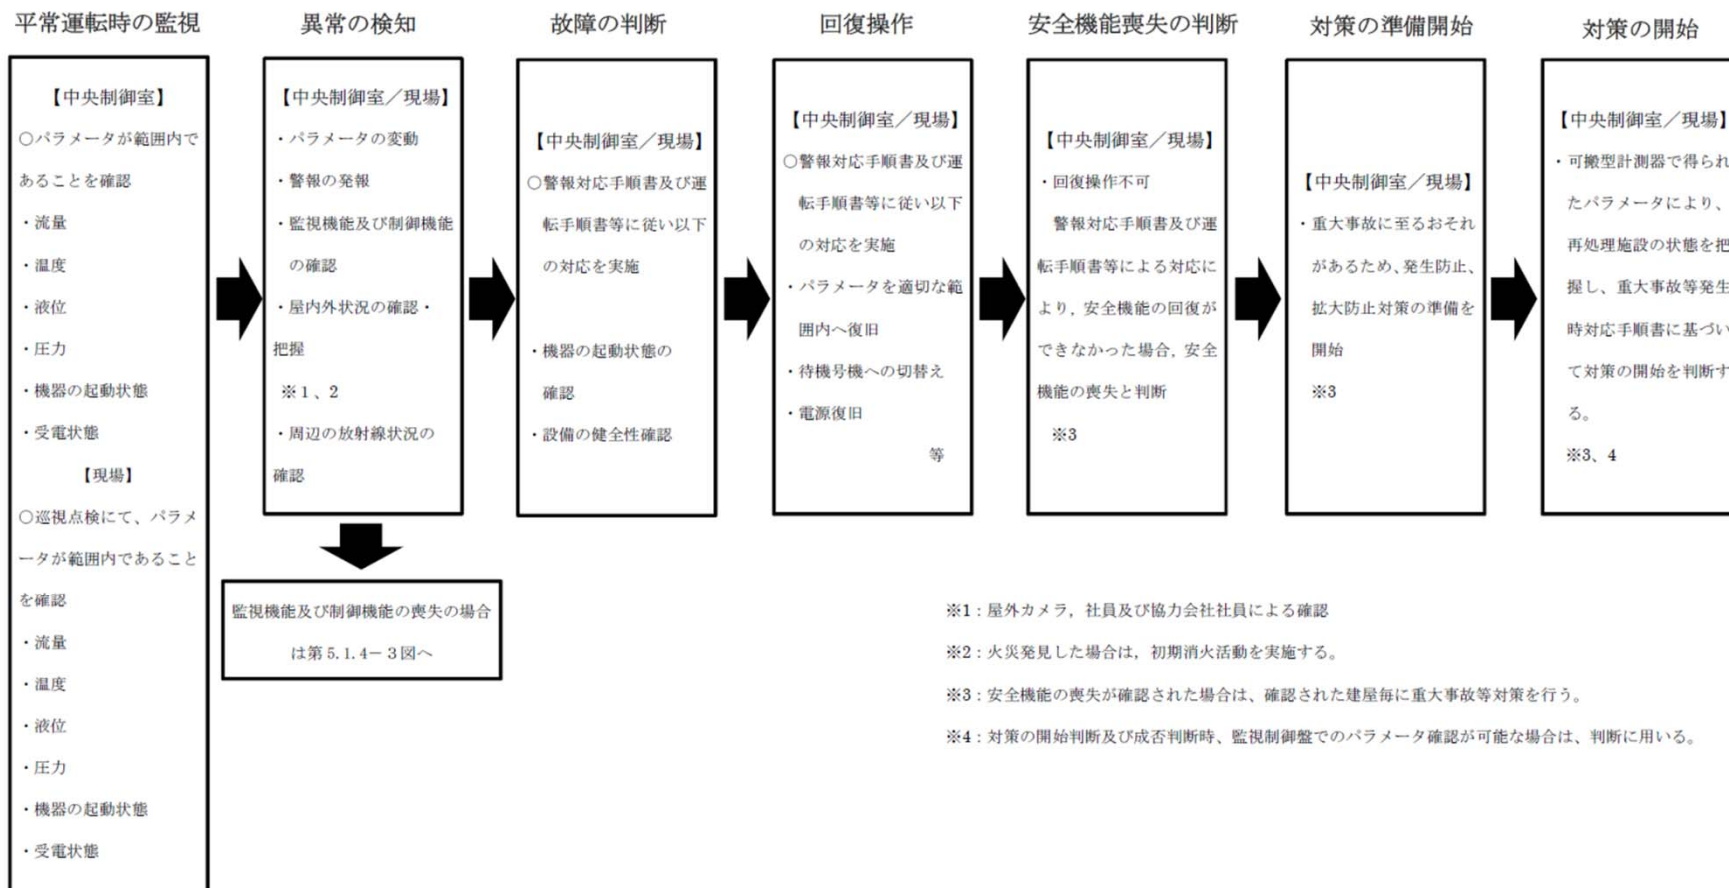 平常運転時の監視
【中央制御室】
○パラメータが範囲内で
あることを確認
・流量
・温度
・液位
・圧力
・機器の起動状態
・受電状態
【現場】
○巡視点検にて、パラメ
ータが範囲内であること
を確認
・流量
・温度
・液位
・圧力
・機器の起動状態
・受電状態
異常の検知
【中央制御室／現場】
・パラメータの変動
・警報の発報
・監視機能及び制御機能
の確認
・屋内外状況の確認・
把握
※１、２
・周辺の放射線状況の
確認
監視機能及び制御機能の喪失の場合
は第 5.1.4－３図へ
故障の判断
【中央制御室／現場】
○警報対応手順書及び運
転手順書等に従い以下
の対応を実施
・機器の起動状態の
確認
・設備の健全性確認
回復操作
【中央制御室／現場】
○警報対応手順書及び運
転手順書等に従い以下
の対応を実施
・パラメータを適切な範
囲内へ復旧
・待機号機への切替え
・電源復旧
等
安全機能喪失の判断
【中央制御室／現場】
・回復操作不可
警報対応手順書及び運
転手順書等による対応に
より，安全機能の回復が
できなかった場合，安全
機能の喪失と判断
※3
対策の準備開始
【中央制御室／現場】
・重大事故に至るおそれ
があるため、発生防止、
拡大防止対策の準備を
開始
※3
対策の開始
【中央制御室／現場】
・可搬型計測器で得られ
たパラメータにより、
再処理施設の状態を把
握し、重大事故等発生
時対応手順書に基づい
て対策の開始を判断す
る。
※3、4
※1：屋外カメラ，社員及び協力会社社員による確認
※2：火災発見した場合は，初期消火活動を実施する。
※3：安全機能の喪失が確認された場合は、確認された建屋毎に重大事故等対策を行う。
※4：対策の開始判断及び成否判断時、監視制御盤でのパラメータ確認が可能な場合は、判断に用いる。